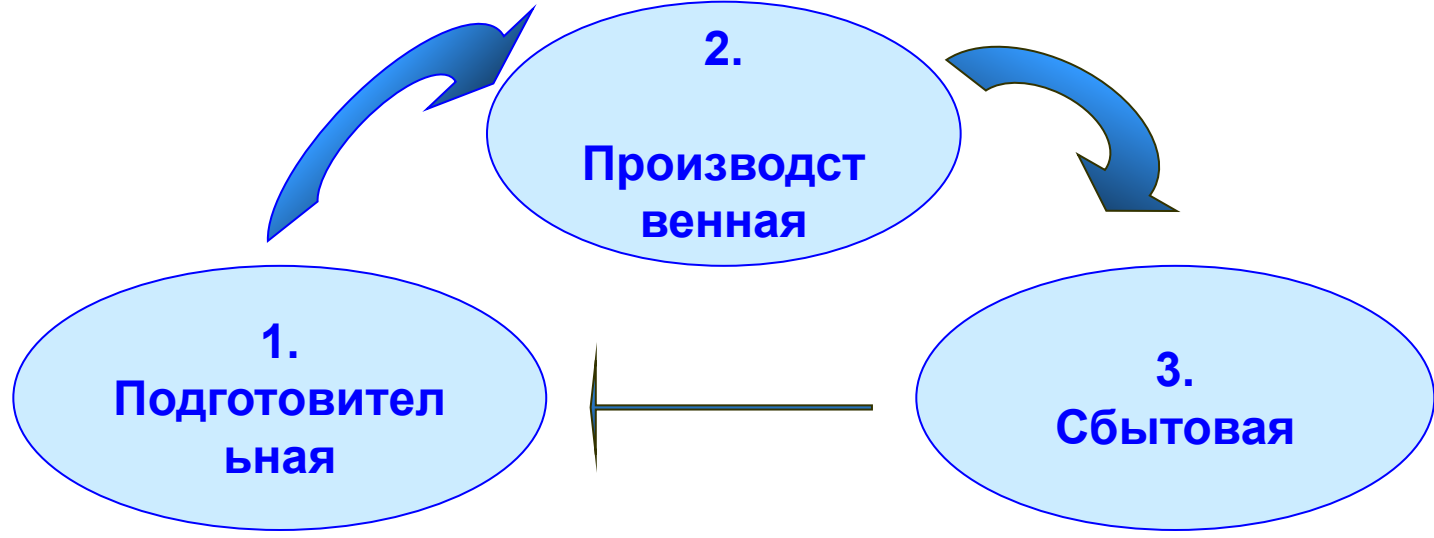 2.
Производст
венная
1.
Подготовител
ьная
3.
Сбытовая